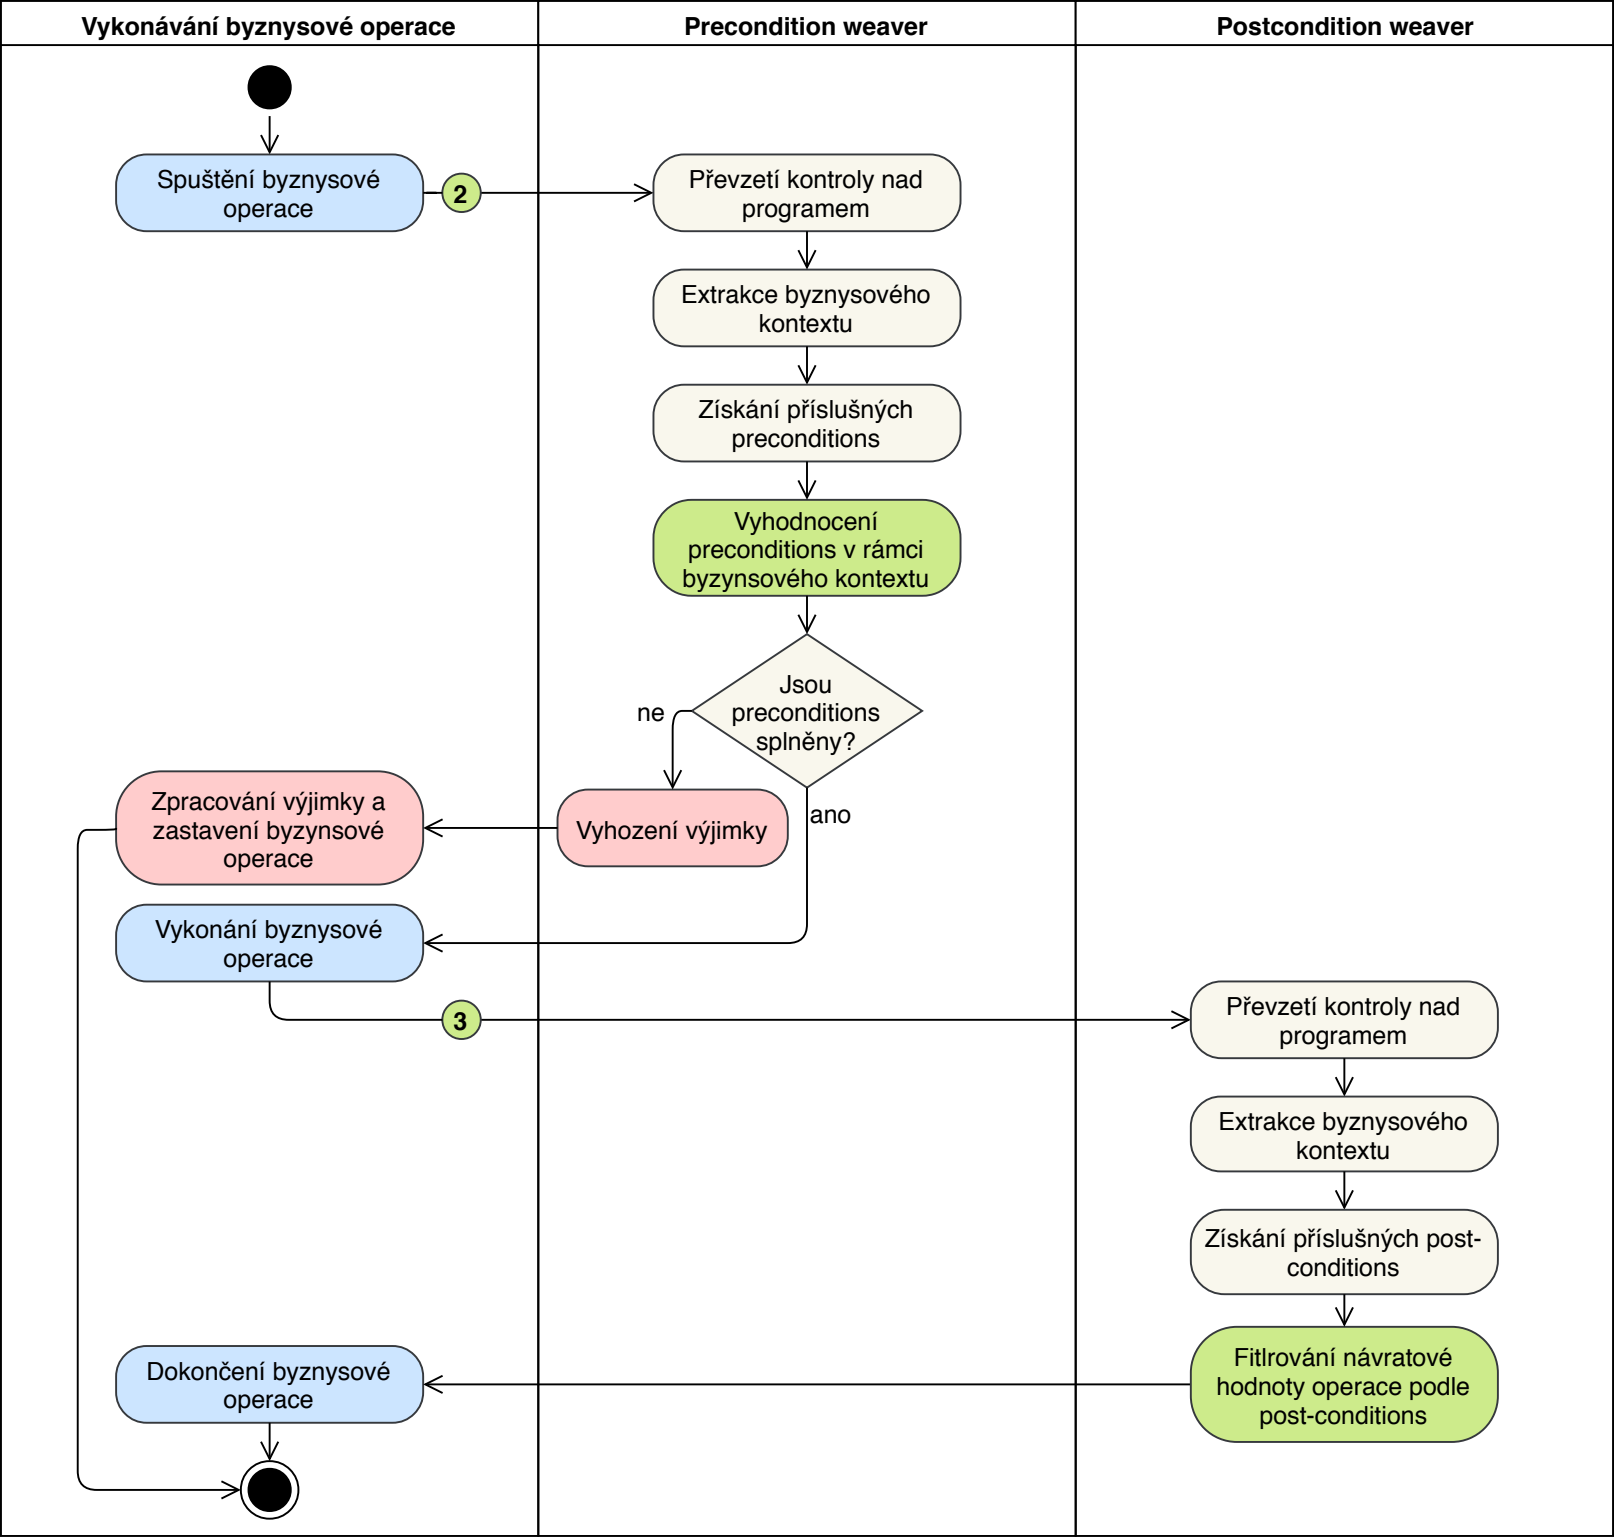 Vykonávání byznysové operace
Precondition weaver
Postcondition weaver
Spuštění byznysové
operace
2
Převzetí kontroly nad
programem
Extrakce byznysového
kontextu
Získání příslušných
preconditions
Vyhodnocení
preconditions v rámci
byzynsového kontextu
Jsou
preconditions
splněny?
ne
ano
Vyhození výjimky
Zpracování výjimky a
zastavení byzynsové
operace
Vykonání byznysové
operace
3
Převzetí kontroly nad
programem
Extrakce byznysového
kontextu
Získání příslušných post-
conditions
Fitlrování návratové
hodnoty operace podle
post-conditions
Dokončení byznysové
operace